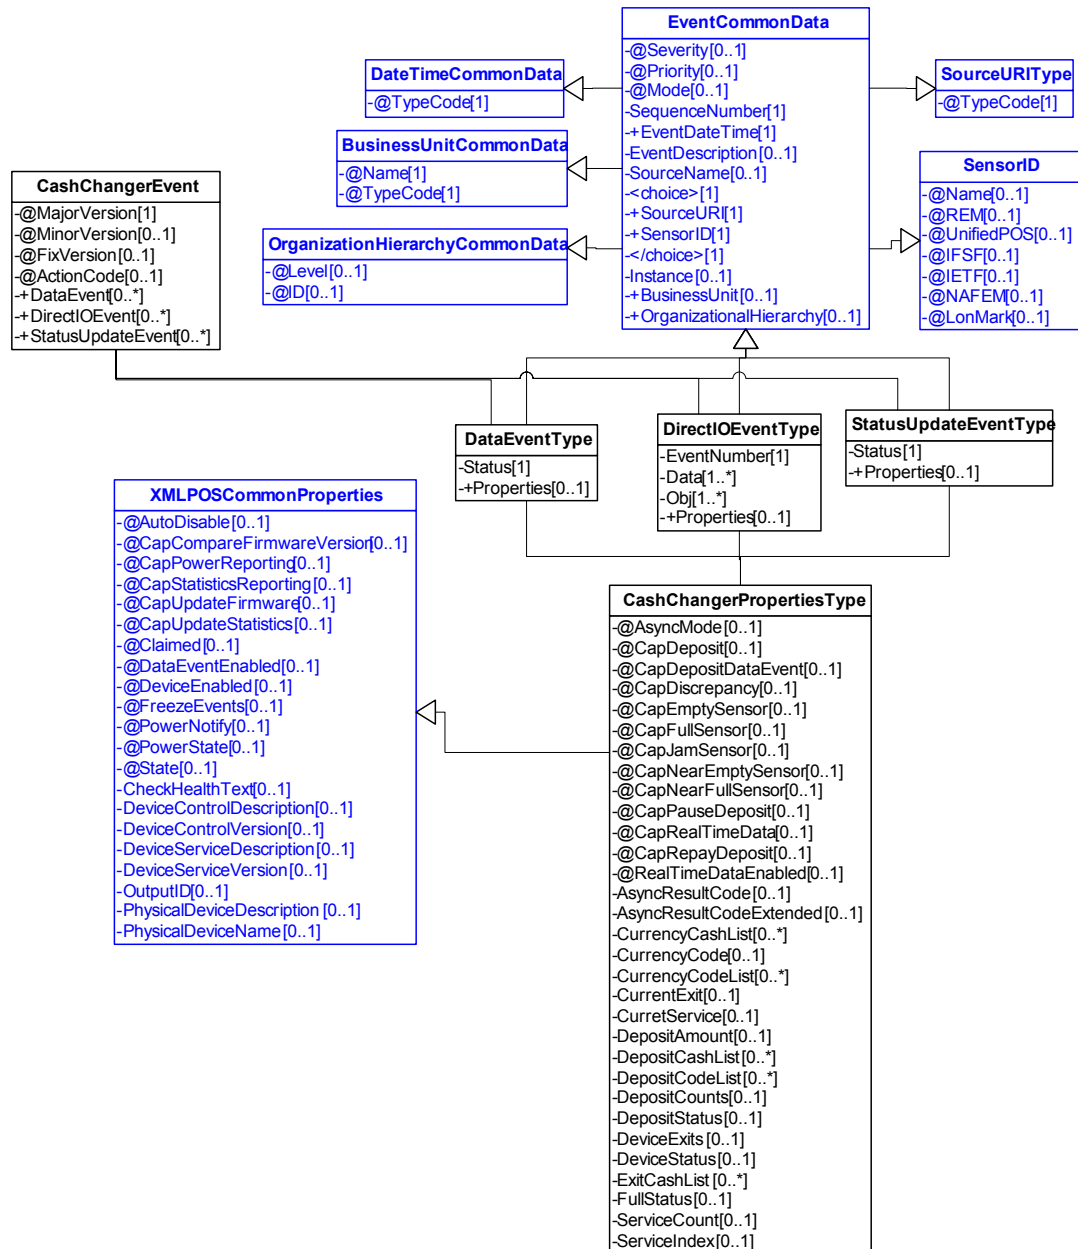 EventCommonData
-@Severity[0..1]
-@Priority[0..1]
-@Mode[0..1]
-SequenceNumber[1]
-+EventDateTime[1]
-EventDescription[0..1]
-SourceName[0..1]
-<choice>[1]
-+SourceURI[1]
-+SensorID[1]
-</choice>[1]
-Instance[0..1]
-+BusinessUnit[0..1]
-+OrganizationalHierarchy[0..1]
DateTimeCommonData
-@TypeCode[1]
SourceURIType
-@TypeCode[1]
BusinessUnitCommonData
-@Name[1]
-@TypeCode[1]
SensorID
-@Name[0..1]
-@REM[0..1]
-@UnifiedPOS[0..1]
-@IFSF[0..1]
-@IETF[0..1]
-@NAFEM[0..1]
-@LonMark[0..1]
CashChangerEvent
-@MajorVersion[1]
-@MinorVersion[0..1]
-@FixVersion[0..1]
-@ActionCode[0..1]
-+DataEvent[0..*]
-+DirectIOEvent[0..*]
-+StatusUpdateEvent[0..*]
OrganizationHierarchyCommonData
-@Level[0..1]
-@ID[0..1]
DataEventType
-Status[1]
-+Properties[0..1]
DirectIOEventType
-EventNumber[1]
-Data[1..*]
-Obj[1..*]
-+Properties[0..1]
StatusUpdateEventType
-Status[1]
-+Properties[0..1]
XMLPOSCommonProperties
-@AutoDisable[0..1]
-@CapCompareFirmwareVersion[0..1]
-@CapPowerReporting[0..1]
-@CapStatisticsReporting[0..1]
-@CapUpdateFirmware[0..1]
-@CapUpdateStatistics[0..1]
-@Claimed[0..1]
-@DataEventEnabled[0..1]
-@DeviceEnabled[0..1]
-@FreezeEvents[0..1]
-@PowerNotify[0..1]
-@PowerState[0..1]
-@State[0..1]
-CheckHealthText[0..1]
-DeviceControlDescription[0..1]
-DeviceControlVersion[0..1]
-DeviceServiceDescription[0..1]
-DeviceServiceVersion[0..1]
-OutputID[0..1]
-PhysicalDeviceDescription [0..1]
-PhysicalDeviceName[0..1]
CashChangerPropertiesType
-@AsyncMode[0..1]
-@CapDeposit[0..1]
-@CapDepositDataEvent[0..1]
-@CapDiscrepancy[0..1]
-@CapEmptySensor[0..1]
-@CapFullSensor[0..1]
-@CapJamSensor[0..1]
-@CapNearEmptySensor[0..1]
-@CapNearFullSensor[0..1]
-@CapPauseDeposit[0..1]
-@CapRealTimeData[0..1]
-@CapRepayDeposit[0..1]
-@RealTimeDataEnabled[0..1]
-AsyncResultCode[0..1]
-AsyncResultCodeExtended[0..1]
-CurrencyCashList[0..*]
-CurrencyCode[0..1]
-CurrencyCodeList[0..*]
-CurrentExit[0..1]
-CurretService[0..1]
-DepositAmount[0..1]
-DepositCashList[0..*]
-DepositCodeList[0..*]
-DepositCounts[0..1]
-DepositStatus[0..1]
-DeviceExits[0..1]
-DeviceStatus[0..1]
-ExitCashList[0..*]
-FullStatus[0..1]
-ServiceCount[0..1]
-ServiceIndex[0..1]